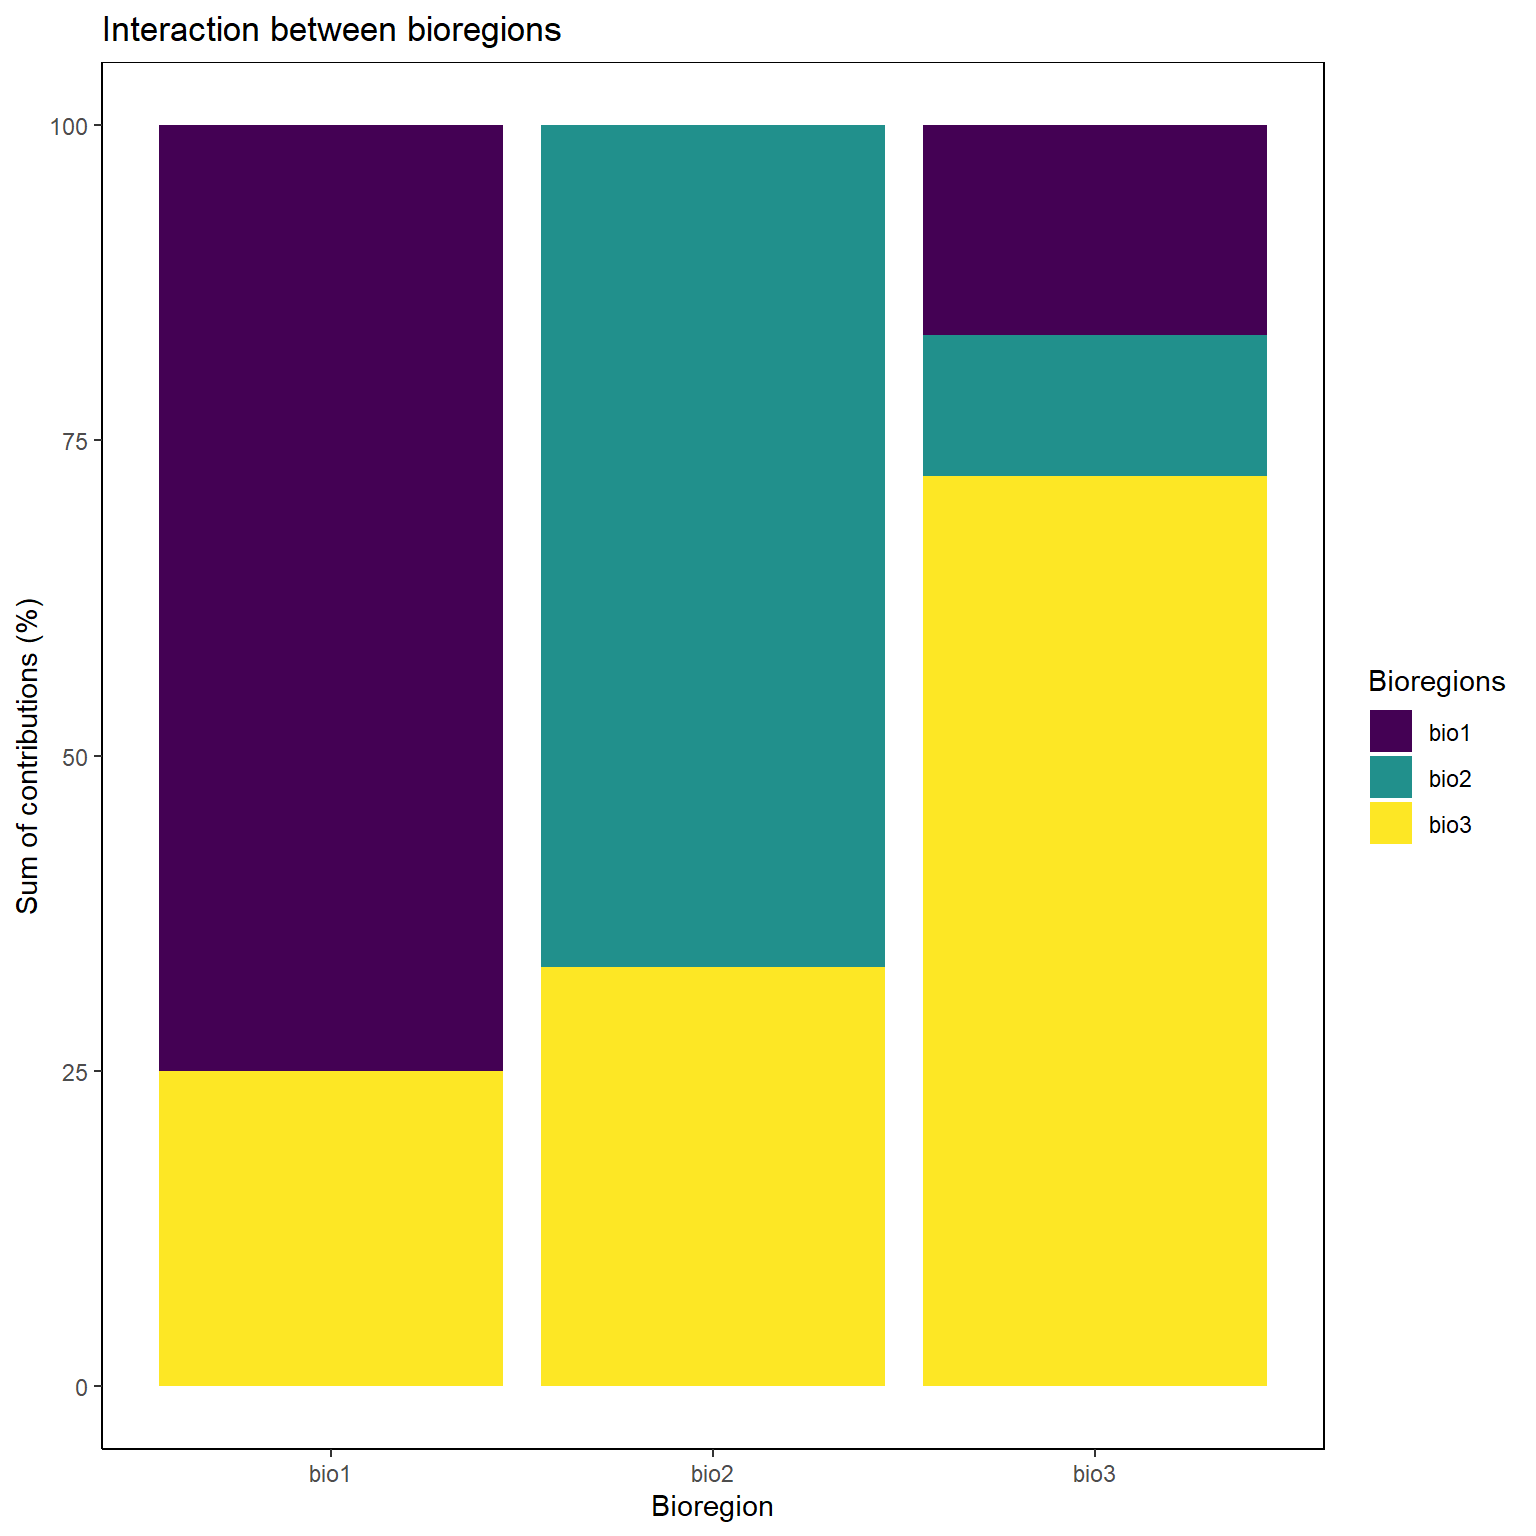 Interaction between bioregions
100
75
50
25
0
Sum of contributions (%)
bio1
bio2
bio3
Bioregion
Bioregions
bio1
bio2
bio3